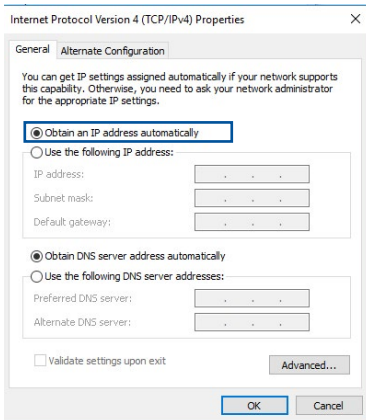 Internet Protocol Version 4 (TCP/IPv4) Properties
General
Alternate Configuration
You can get IP settings assigned automatically if your network supports
this capability. Otherwise, you need to ask your network administrator
for the appropriate IP settings.
Obtain an IP address automatically
Use the following IP address:
IP address:
Subnet mask:
Default gateway:
Obtain DNS server address automatically
Use the following DNS server addresses:
Preferred DNS server:
Alternate DNS server:
Validate settings upon exit
Advanced...
OK
Cancel